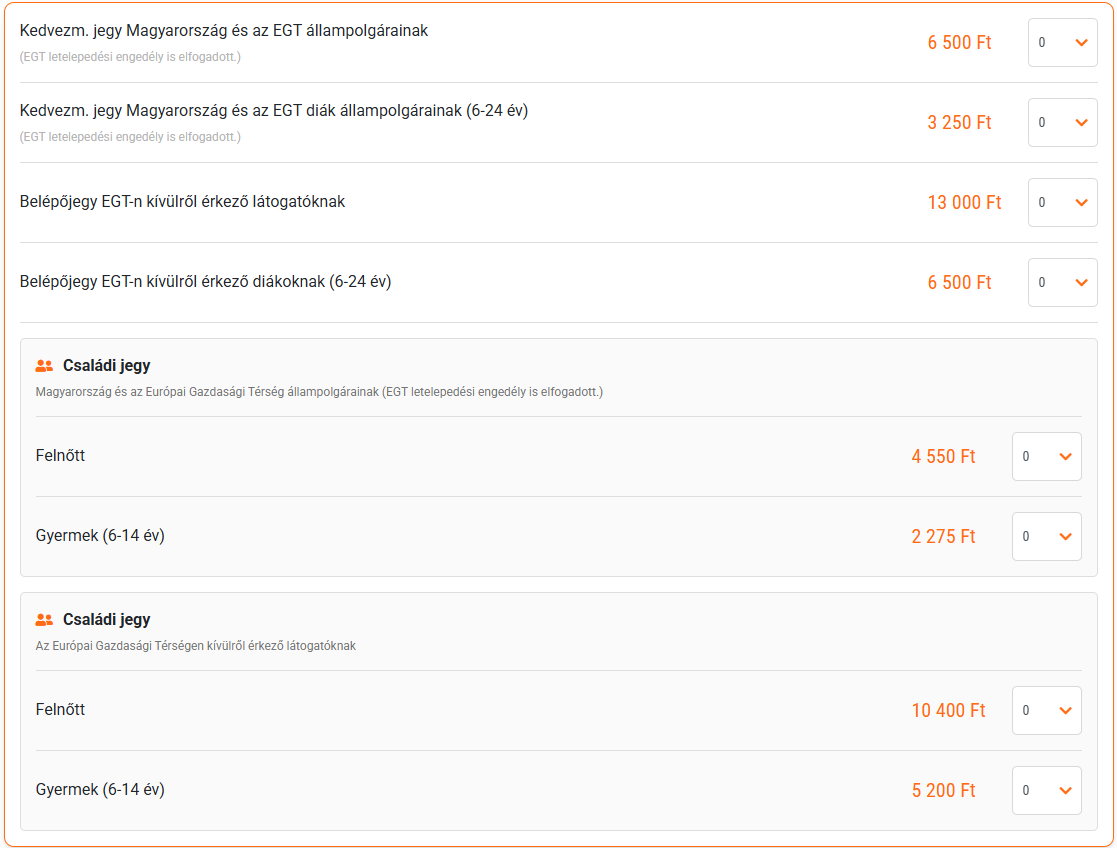 Kedvezm. jegy Magyarország és az EGT állampolgárainak
(EGT letelepedési engedély is elfogadott.)
6 500 Ft
0
Kedvezm. jegy Magyarország és az EGT diák állampolgárainak (6-24 év)
(EGT letelepedési engedély is elfogadott.)
3 250 Ft
0
Belépőjegy EGT-n kívülről érkező látogatóknak
13 000 Ft
0
Belépőjegy EGT-n kívülről érkező diákoknak (6-24 év)
6 500 Ft
0
Családi jegy
Magyarország és az Európai Gazdasági Térség állampolgárainak (EGT letelepedési engedély is elfogadott.)
Felnőtt
4 550 Ft
0
Gyermek (6-14 év)
2 275 Ft
0
Családi jegy
Az Európai Gazdasági Térségen kívülről érkező látogatóknak
Felnőtt
10 400 Ft
0
Gyermek (6-14 év)
5 200 Ft
0